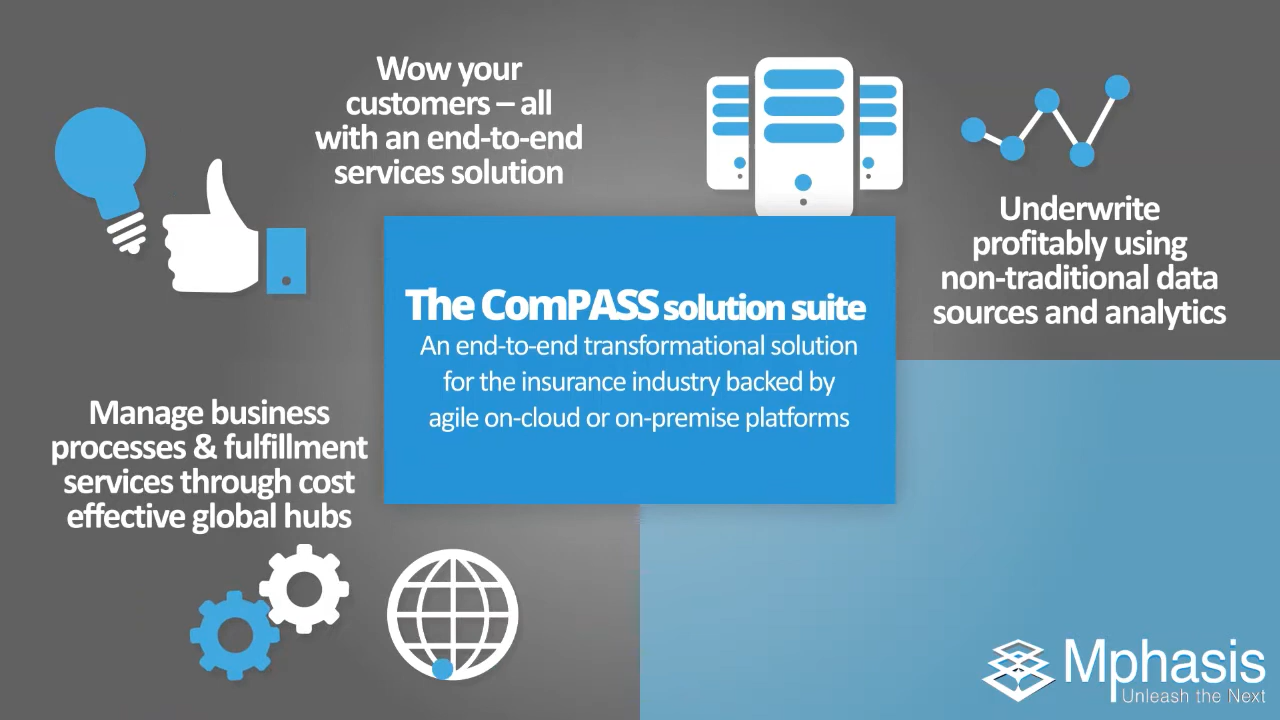 Wow your
customers – all
with an end-to-end
services solution
Underwrite
profitably using
non-traditional data
sources and analytics
The ComPASS solution suite
An end-to-end transformational solution
for the insurance industry backed by
agile on-cloud or on-premise platforms
Manage business
processes & fulfillment
services through cost
effective global hubs
Mphasis
Unleash the Next